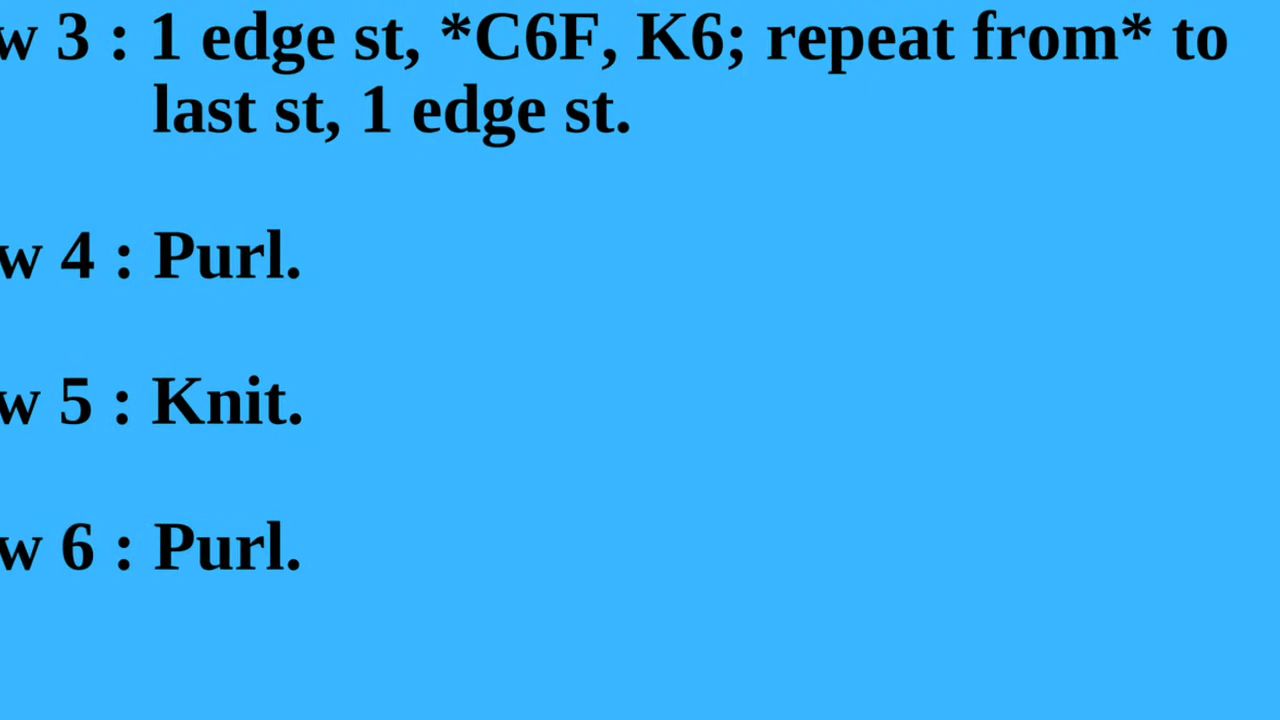 w 3 : 1 edge st, *C6F, K6; repeat from* to
last st, 1 edge st.
w 4 : Purl.
w 5 : Knit.
w 6 : Purl.